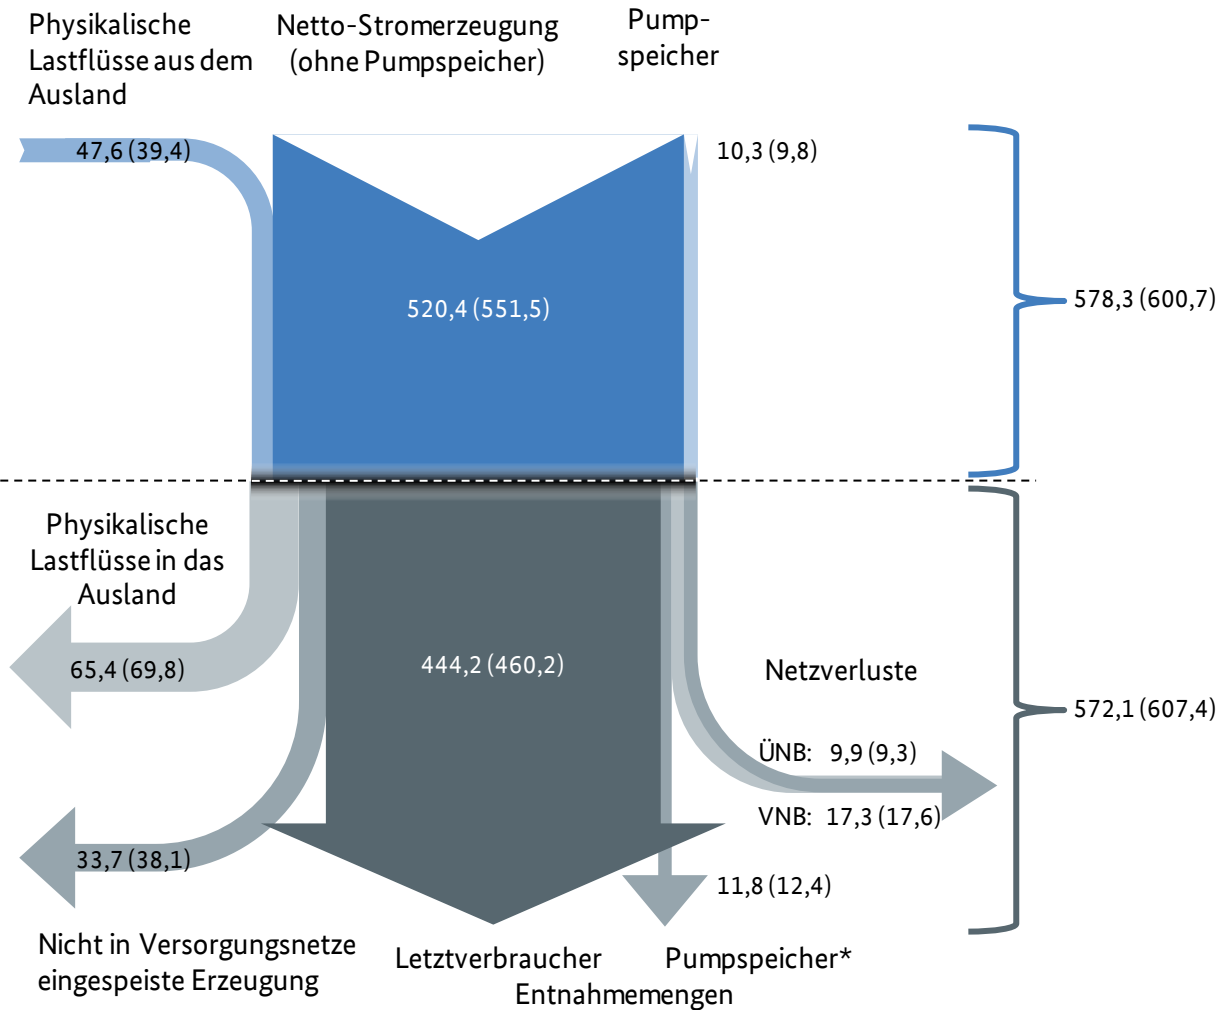 Physikalische
Lastflüsse aus dem
Ausland
Netto-Stromerzeugung
(ohne Pumpspeicher)
Pump-
speicher
47,6 (39,4)
10,3 (9,8)
520,4 (551,5)
578,3 (600,7)
Physikalische
Lastflüsse in das
Ausland
65,4 (69,8)
444,2 (460,2)
Netzverluste
ÜNB: 9,9 (9,3)
VNB: 17,3 (17,6)
572,1 (607,4)
33,7 (38,1)
11,8 (12,4)
Nicht in Versorgungsnetze
eingespeiste Erzeugung
Letztverbraucher
Pumpspeicher*
Entnahmemengen